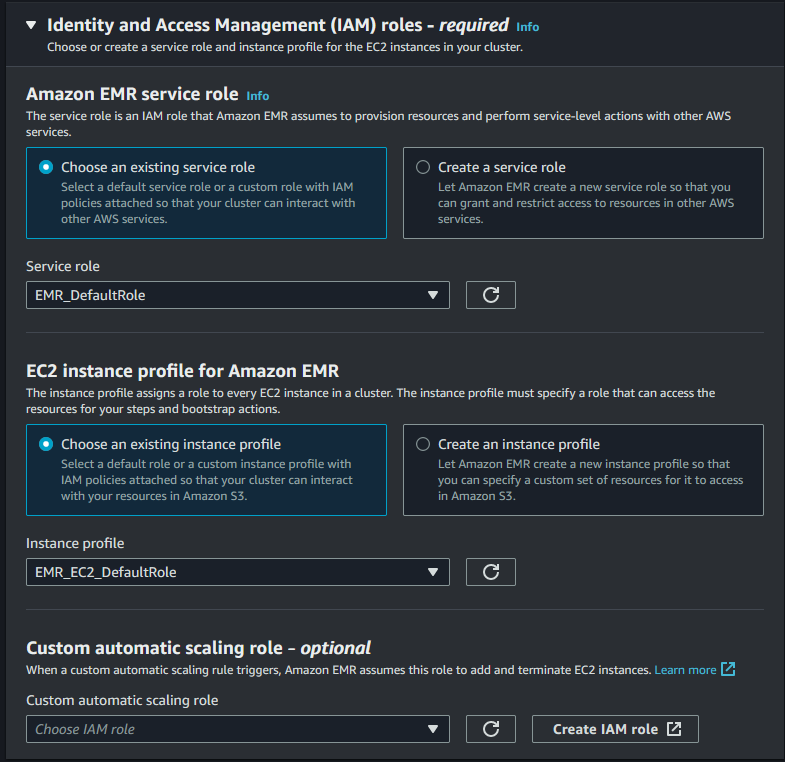 Identity and Access Management (IAM) roles - required Info
Choose or create a service role and instance profile for the EC2 instances in your cluster.
Amazon EMR service role Info
The service role is an IAM role that Amazon EMR assumes to provision resources and perform service-level actions with other AWS
services.
Choose an existing service role
Select a default service role or a custom role with IAM
policies attached so that your cluster can interact with
other AWS services.
Create a service role
Let Amazon EMR create a new service role so that you
can grant and restrict access to resources in other AWS
services.
Service role
EMR_DefaultRole
EC2 instance profile for Amazon EMR
The instance profile assigns a role to every EC2 instance in a cluster. The instance profile must specify a role that can access the
resources for your steps and bootstrap actions.
Choose an existing instance profile
Select a default role or a custom instance profile with
IAM policies attached so that your cluster can interact
with your resources in Amazon S3.
Create an instance profile
Let Amazon EMR create a new instance profile so that
you can specify a custom set of resources for it to access
in Amazon S3.
Instance profile
EMR_EC2_DefaultRole
Custom automatic scaling role - optional
When a custom automatic scaling rule triggers, Amazon EMR assumes this role to add and terminate EC2 instances. Learn more
Custom automatic scaling role
Choose IAM role
Create IAM role